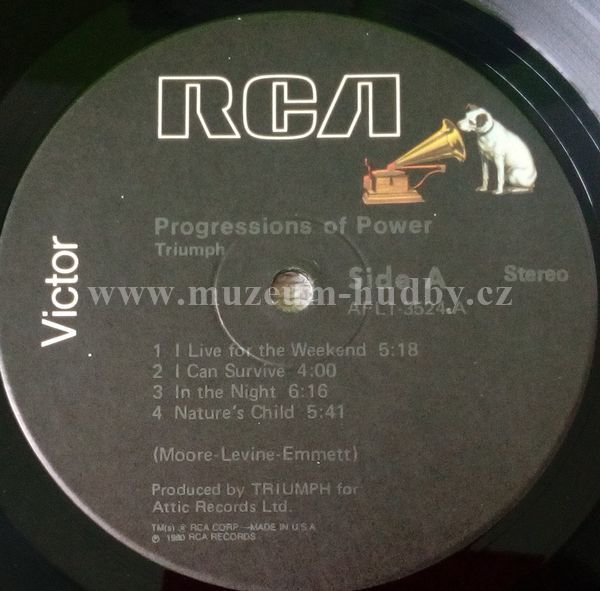 RCA
Victor
Progressions of Power
Triumph
Side A
Stereo
www.muzeum-hudby.cz
AFL1-3524.A
1 I Live for the Weekend 5:18
2 I Can Survive 4:00
3 In the Night 6:16
4 Nature's Child 5:41
(Moore-Levine-Emmett)
Produced by TRIUMPH for
Attic Records Ltd.
TM(s) ® RCA CORP —MADE IN U.S.A
℗ 1980 RCA RECORDS